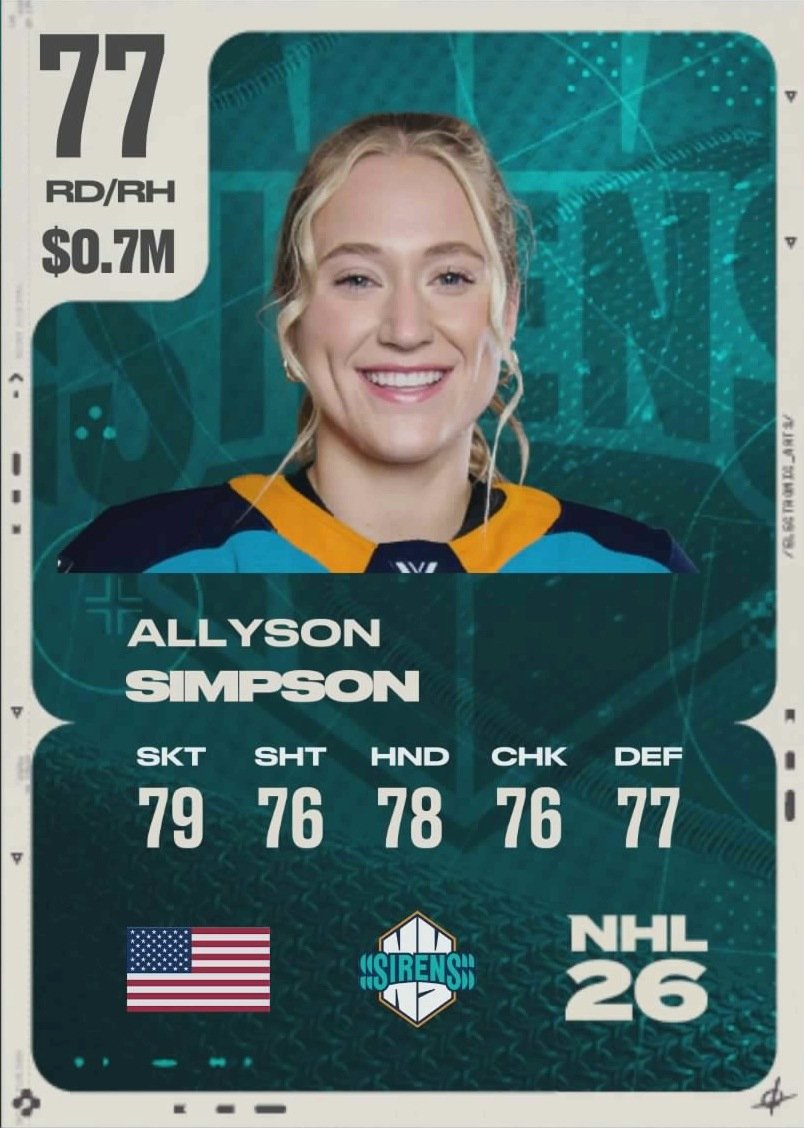 77
RD/RH
$0.7M
SIRENS
ALLYSON
SIMPSON
SKT SHT HND CHK DEF
79 76 78 76 77
SIRENS
NHL
26